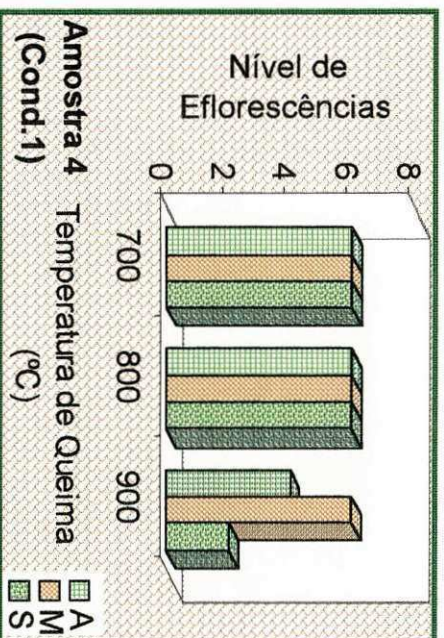 Nível de
Eflorescências
8
6
4
2
0
700
800
900
Amostra 4 Temperatura de Queima
(Cond.1) (ºC)
A
M
S